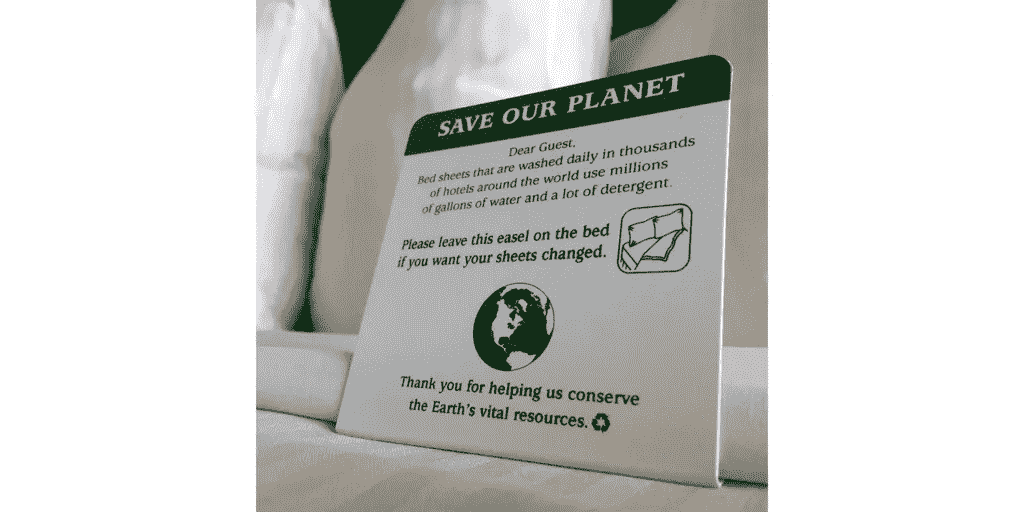 SAVE OUR PLANET
Dear Guest,
Bed sheets that are washed daily in thousands
of hotels around the world use millions
of gallons of water and a lot of detergent.
Please leave this easel on the bed
if you want your sheets changed.
Thank you for helping us conserve
the Earth's vital resources.